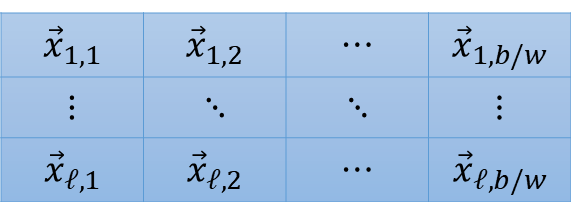 x⃗1,1 x⃗1,2 ⋯ x⃗1,b/w
⋮ ⋱ ⋱ ⋮
x⃗ℓ,1 x⃗ℓ,2 ⋯ x⃗ℓ,b/w